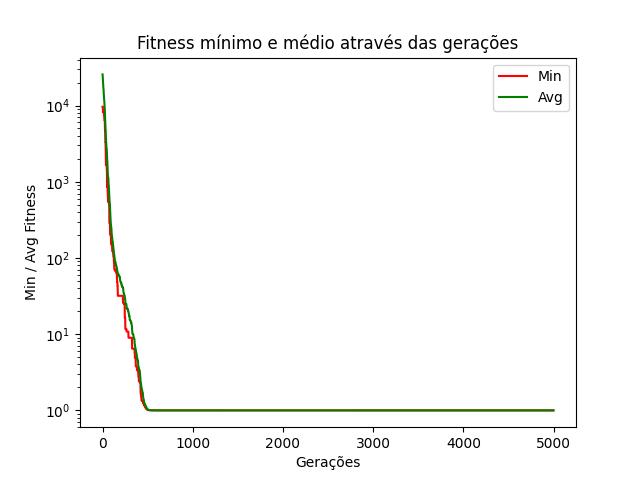 Fitness mínimo e médio através das gerações
Min
Avg
Min / Avg Fitness
10⁴
10³
10²
10¹
10⁰
0 1000 2000 3000 4000 5000
Gerações